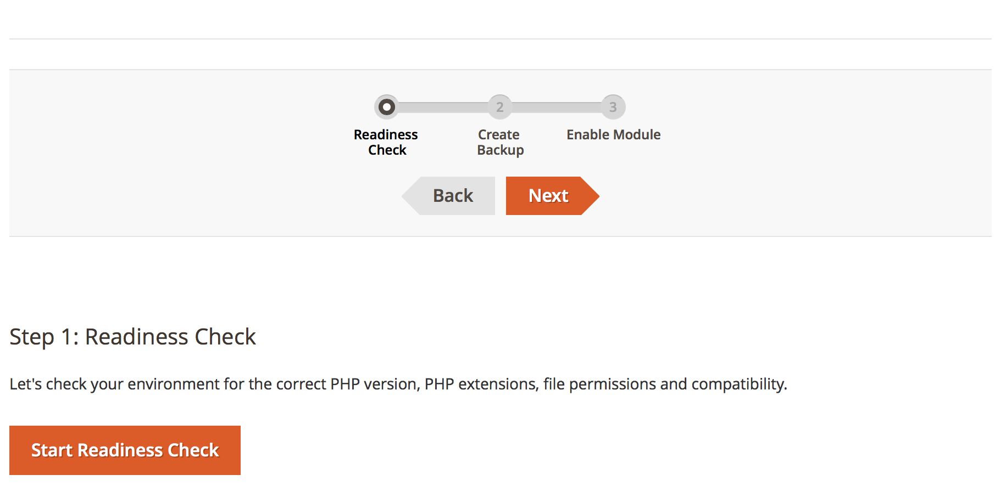 2
3
Readiness
Check
Create
Backup
Enable Module
Back
Next
Step 1: Readiness Check
Let's check your environment for the correct PHP version, PHP extensions, file permissions and compatibility.
Start Readiness Check